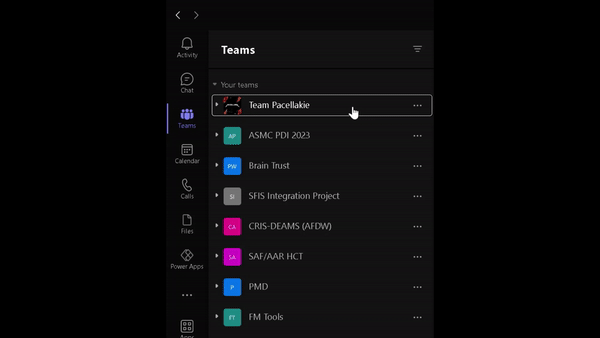 Teams
Activity
Your teams
Chat
Team Pacellakie
Teams
AP ASMC PDI 2023
Calendar
PW Brain Trust
Calls
SI SFIS Integration Project
Files
CA CRIS-DEAMS (AFDW)
Power Apps
SA SAF/AAR HCT
P PMD
FT FM Tools
Apps